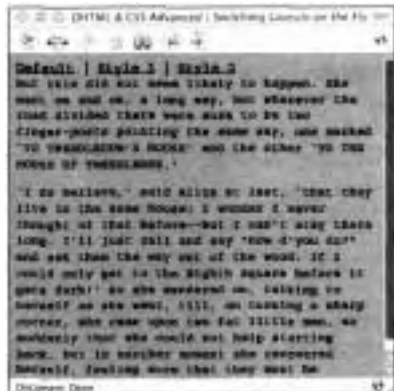 DHTML & CSS Advanced : Switching Layouts on the Fly
Default | Style 1 | Style 2
But this did not seem likely to happen. She
went on and on, a long way, but wherever the
road divided there were sure to be two
finger-posts pointing the same way, one marked
'TO TWEEDLEDUM'S HOUSE' and the other 'TO THE
HOUSE OF TWEEDLEDEE.'
'I do believe,' said Alice at last, 'that they
live in the same House! I wonder I never
thought of that before--but I can't stay there
long. I'll just call and say "how d'you do?"
and ask them the way out of the wood. If I
could only get to the Eighth Square before it
gets dark!' So she wandered on, talking to
herself as she went, till, on turning a sharp
corner, she came upon two fat little men, so
suddenly that she could not help starting
back, but in another moment she recovered
herself, feeling sure that they must be
Document: Done